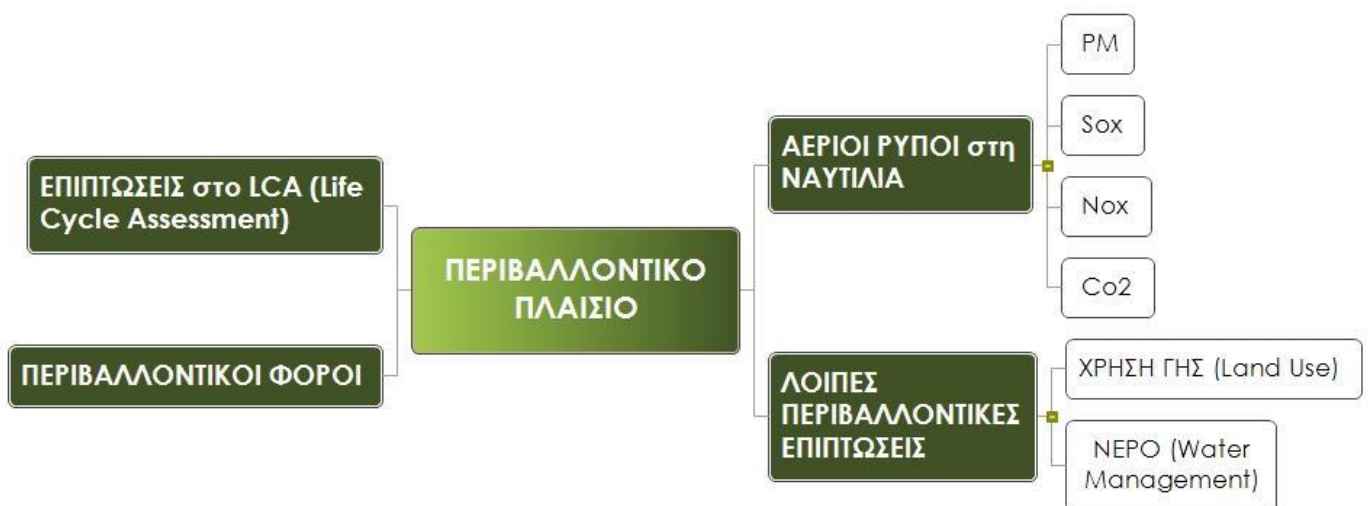 ΕΠΙΠΤΩΣΕΙΣ στο LCA (Life
Cycle Assessment)
ΠΕΡΙΒΑΛΛΟΝΤΙΚΟΙ ΦΟΡΟΙ
ΠΕΡΙΒΑΛΛΟΝΤΙΚΟ
ΠΛΑΙΣΙΟ
ΑΕΡΙΟΙ ΡΥΠΟΙ στη
ΝΑΥΤΙΛΙΑ
PM
Sox
Nox
Co2
ΛΟΙΠΕΣ
ΠΕΡΙΒΑΛΛΟΝΤΙΚΕΣ
ΕΠΙΠΤΩΣΕΙΣ
ΧΡΗΣΗ ΓΗΣ (Land Use)
ΝΕΡΟ (Water
Management)